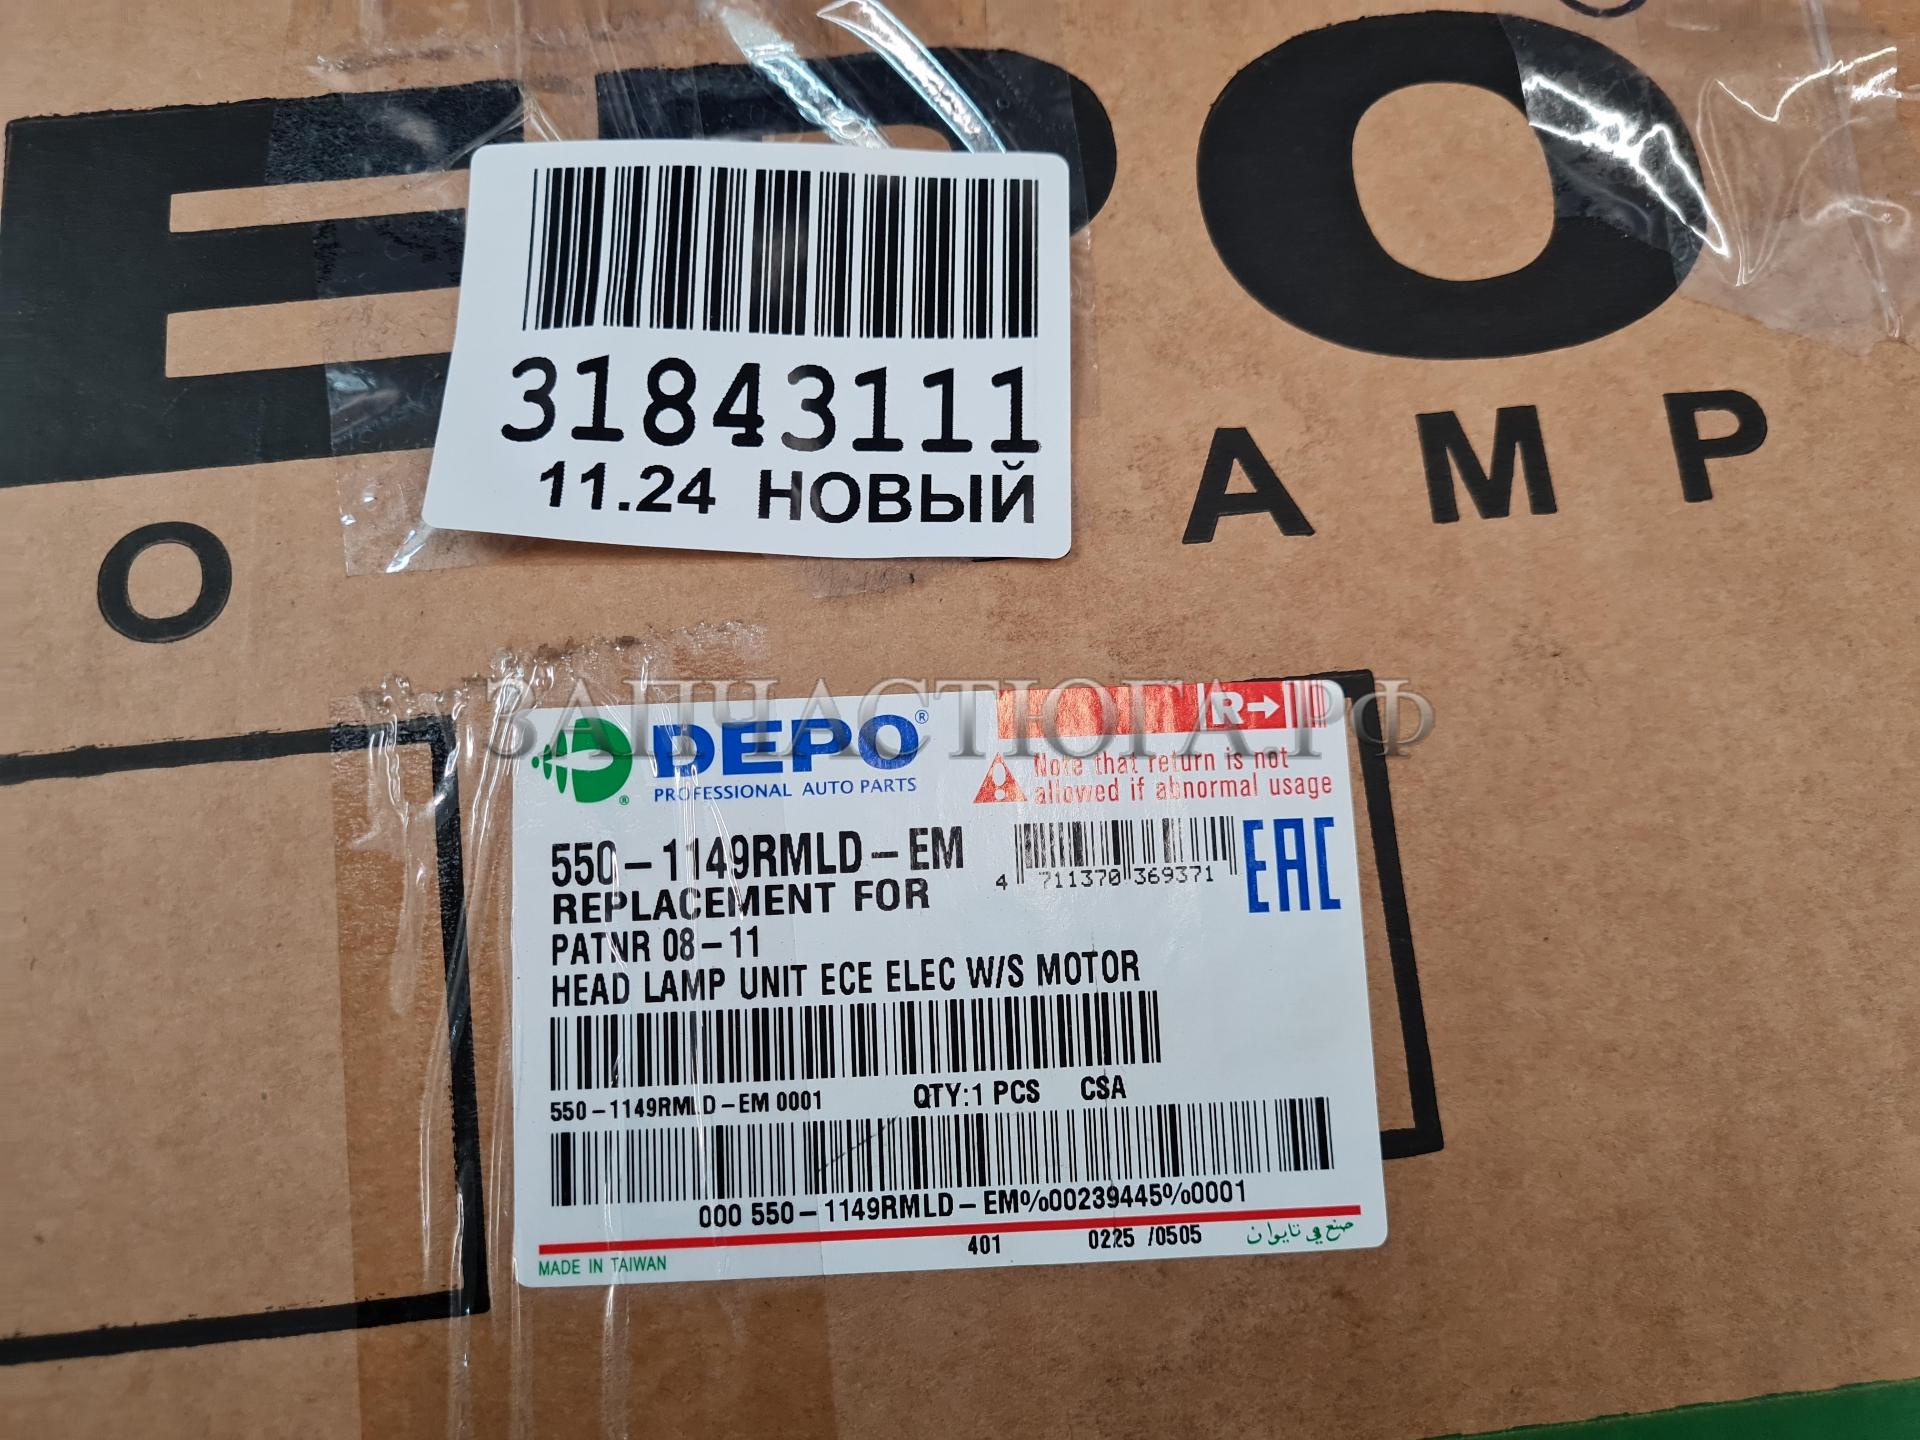 EPO
31843111
11.24 НОВЫЙ
O AMP
ЗАПЧАСТЮГА.РФ
DEPO®
PROFESSIONAL AUTO PARTS
R→
Note that return is not
allowed if abnormal usage
550-1149RMLD-EM
4 711370 369371
EAC
REPLACEMENT FOR
PATNR 08-11
HEAD LAMP UNIT ECE ELEC W/S MOTOR
550-1149RMLD-EM 0001 QTY:1 PCS CSA
000 550-1149RMLD-EM%00239445%0001
MADE IN TAIWAN 401 0225 /0505 صنع في تايوان